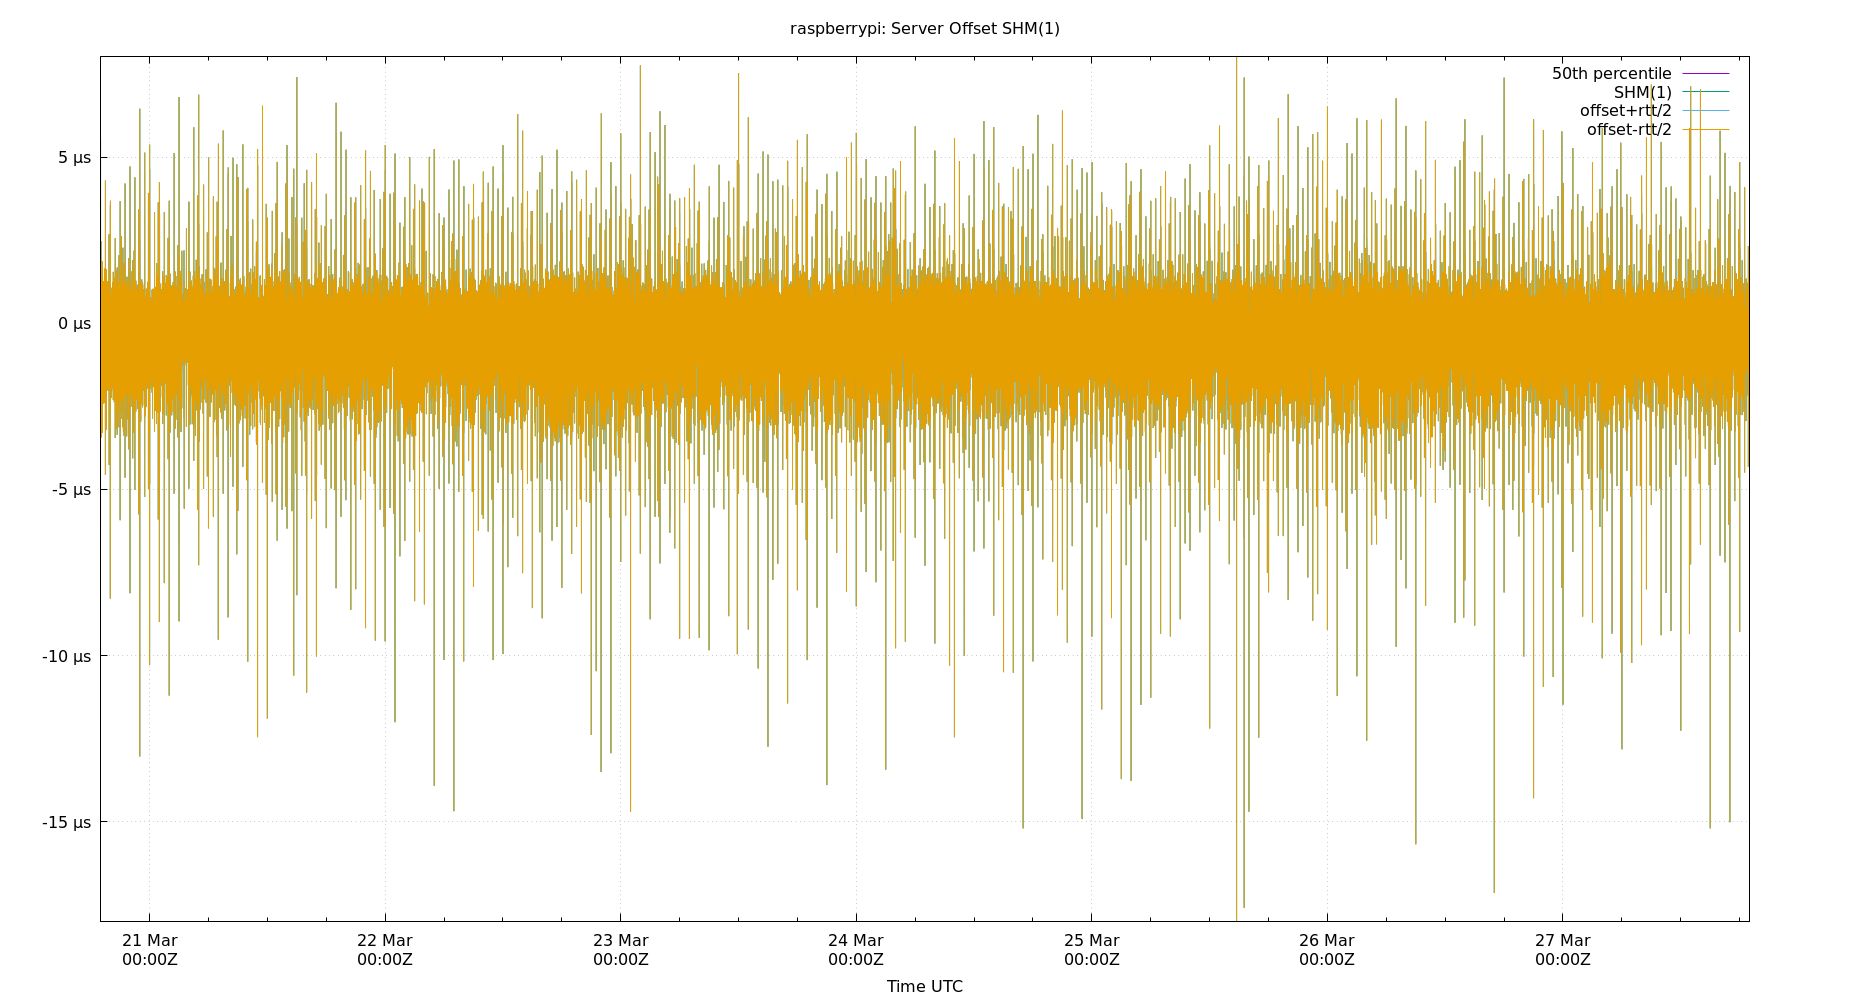 raspberrypi: Server Offset SHM(1)
50th percentile
SHM(1)
offset+rtt/2
offset-rtt/2
5 µs
0 µs
-5 µs
-10 µs
-15 µs
21 Mar 22 Mar 23 Mar 24 Mar 25 Mar 26 Mar 27 Mar
00:00Z 00:00Z 00:00Z 00:00Z 00:00Z 00:00Z 00:00Z
Time UTC